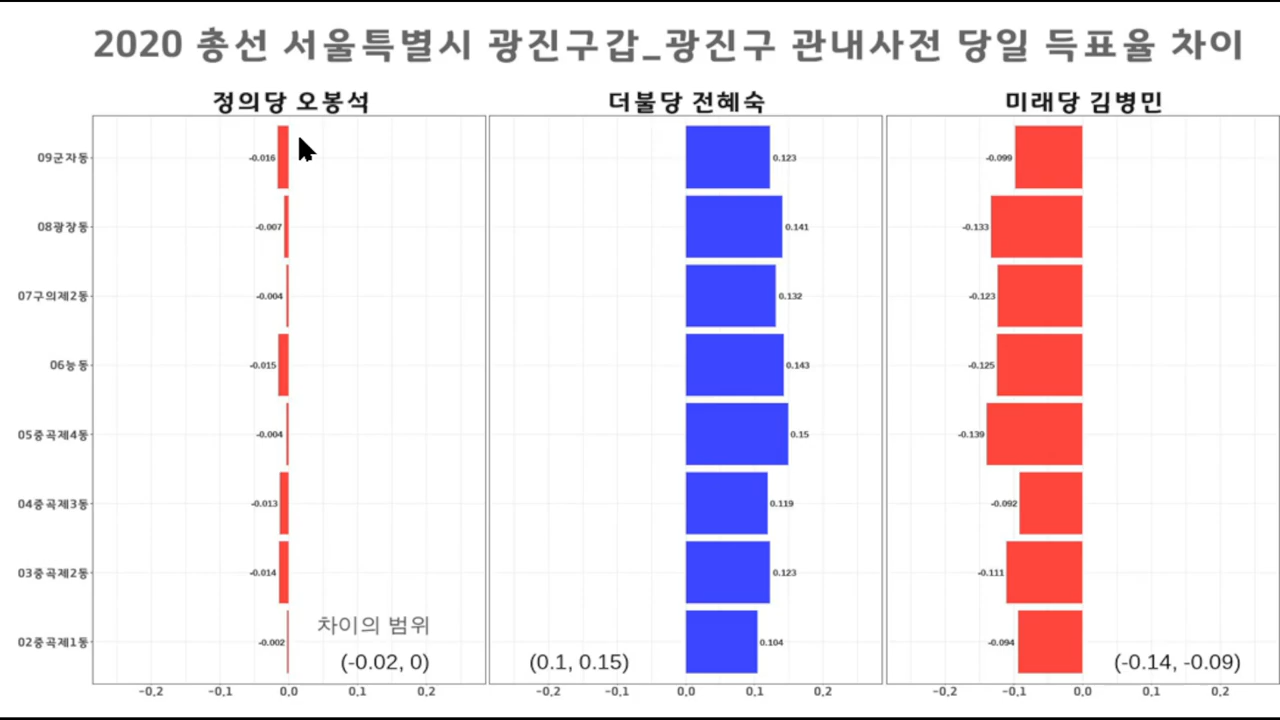 2020 총선 서울특별시 광진구갑_광진구 관내사전 당일 득표율 차이
정의당 오봉석 더불당 전혜숙 미래당 김병민
09군자동 -0.016 0.123 -0.099
08광장동 -0.007 0.141 -0.133
07구의제2동 -0.004 0.132 -0.123
06능동 -0.015 0.143 -0.125
05중곡제4동 -0.004 0.15 -0.139
04중곡제3동 -0.013 0.119 -0.092
03중곡제2동 -0.014 0.123 -0.111
차이의 범위
02중곡제1동 -0.002 0.104 -0.094
(-0.02, 0) (0.1, 0.15) (-0.14, -0.09)
-0.2 -0.1 0.0 0.1 0.2 -0.2 -0.1 0.0 0.1 0.2 -0.2 -0.1 0.0 0.1 0.2